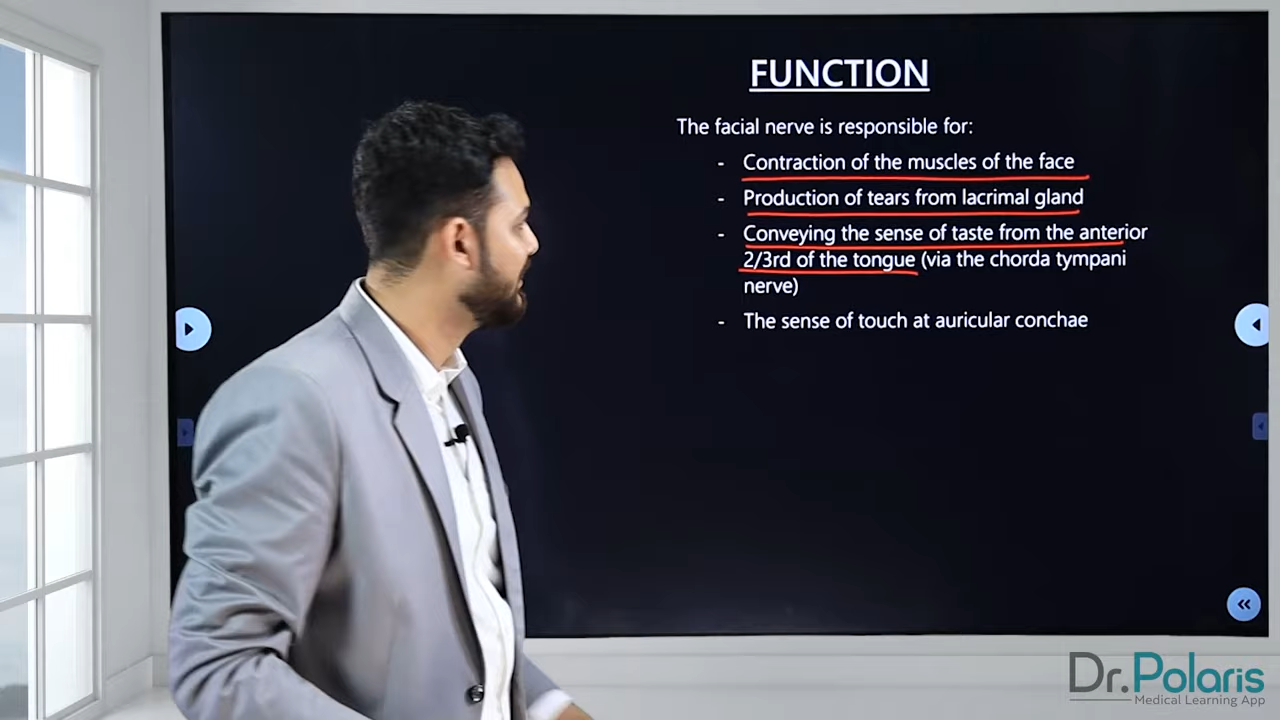 FUNCTION
The facial nerve is responsible for:
- Contraction of the muscles of the face
- Production of tears from lacrimal gland
- Conveying the sense of taste from the anterior
2/3rd of the tongue (via the chorda tympani
nerve)
- The sense of touch at auricular conchae
Dr.Polaris
Medical Learning App